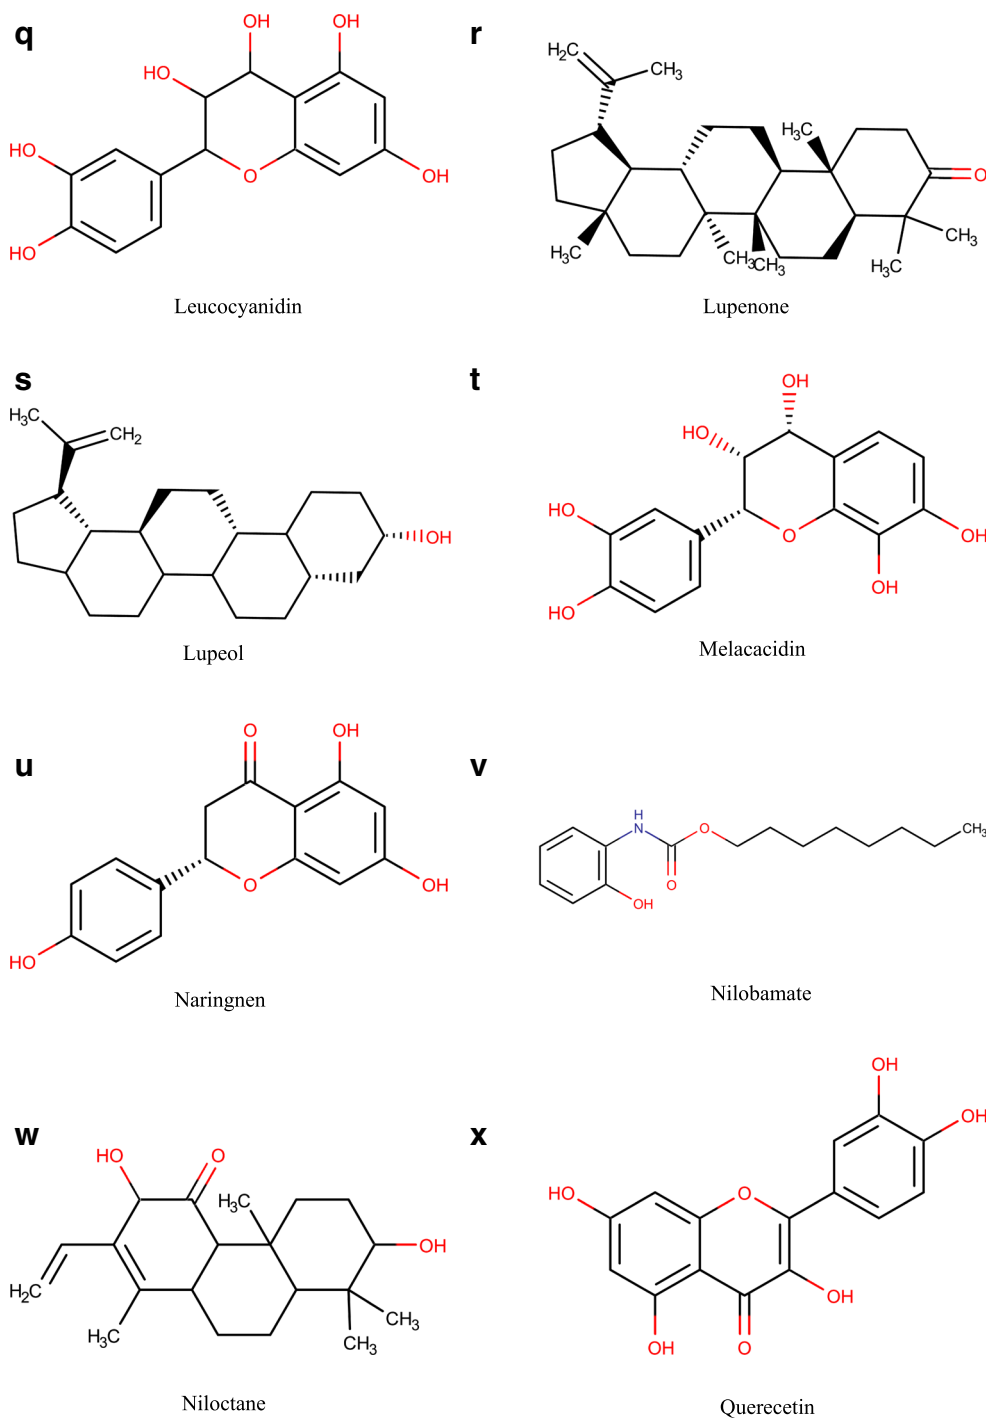 q
OH
OH
HO
HO
O
OH
HO
Leucocyanidin
r
H₂C
CH₃
H₃C
O
H₃C
CH₃
CH₃
CH₃
H₃C
Lupenone
s
H₃C
CH₂
OH
Lupeol
t
OH
HO
HO
O
OH
OH
HO
Melacacidin
u
O
OH
O
OH
HO
Naringnen
v
H
N
O
CH₃
O
OH
Nilobamate
w
HO
O
H₃C
OH
H₂C
H₃C
CH₃
CH₃
Niloctane
x
OH
OH
HO
O
OH
OH
O
Querecetin